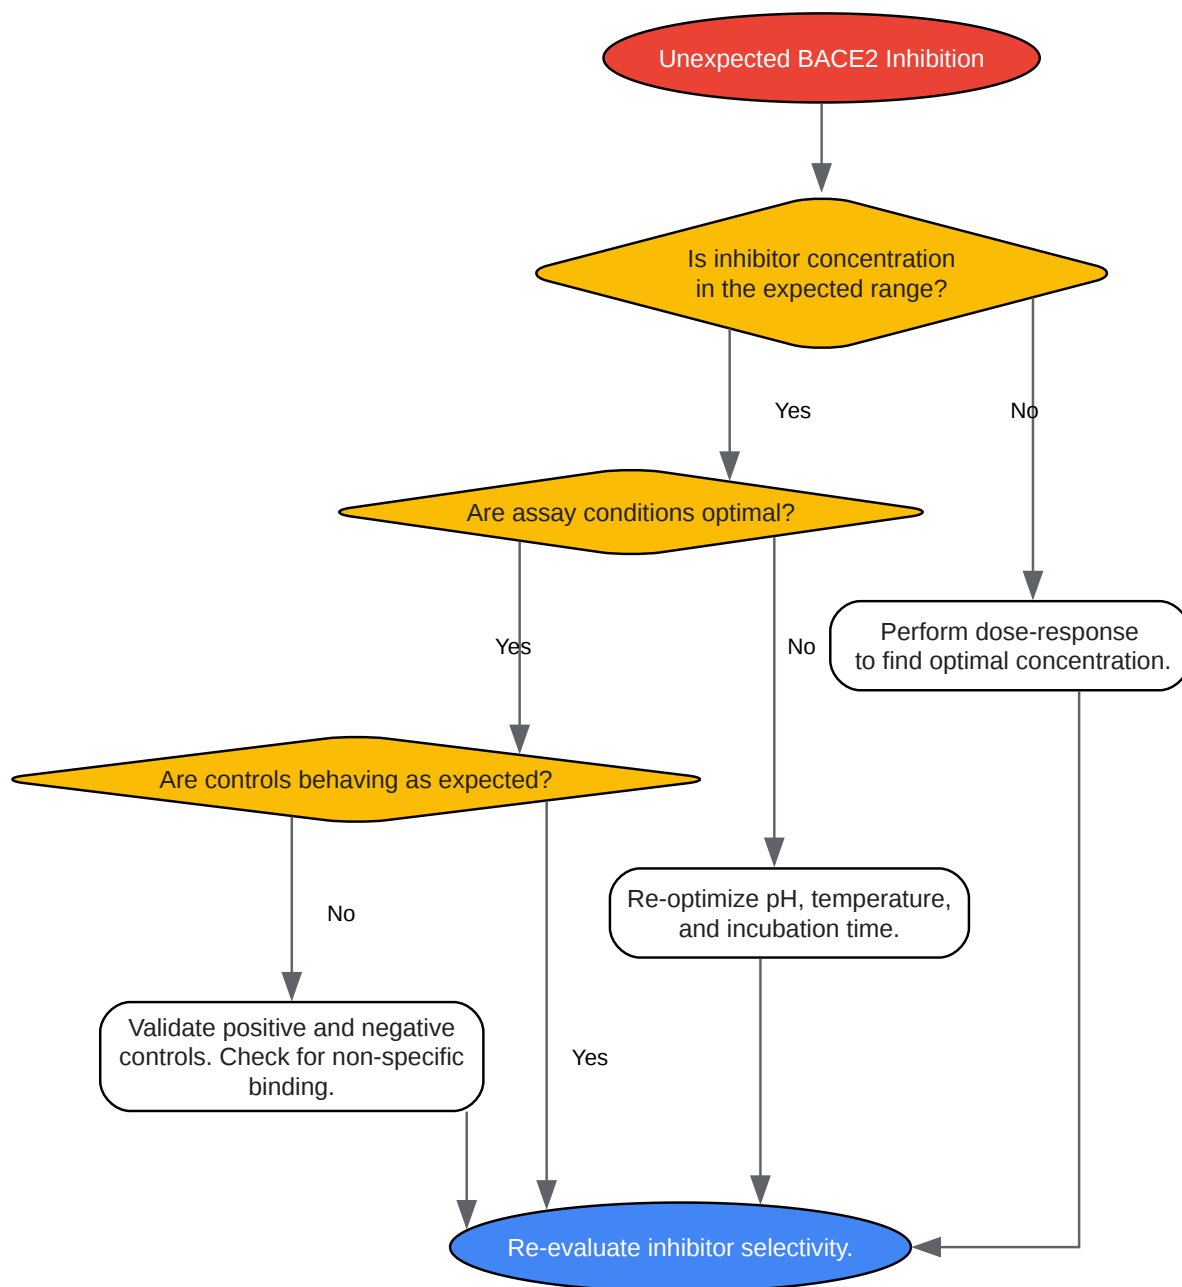 Unexpected BACE2 Inhibition
Is inhibitor concentration
in the expected range?
Yes
No
Are assay conditions optimal?
Yes
No
Perform dose-response
to find optimal concentration.
Are controls behaving as expected?
Re-optimize pH, temperature,
and incubation time.
No
Yes
Validate positive and negative
controls. Check for non-specific
binding.
Re-evaluate inhibitor selectivity.